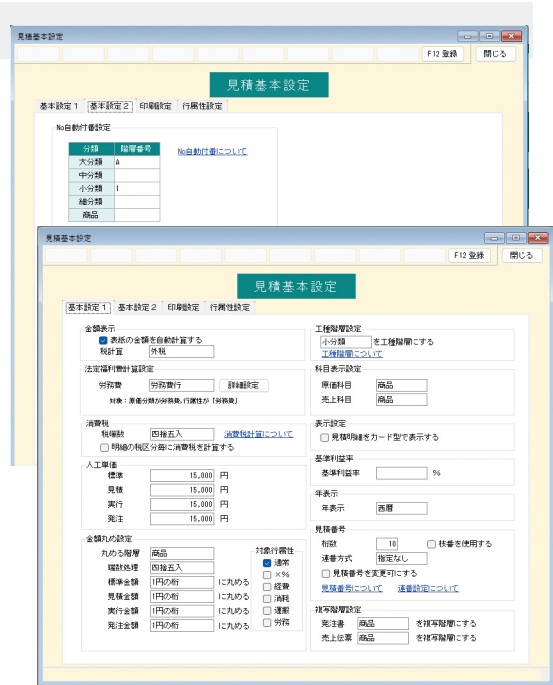 見積基本設定
F12 登録 閉じる
見積基本設定
基本設定1 基本設定2 印刷設定 行属性設定
No自動付番設定
分類 階層番号
大分類 A
中分類
小分類 1
細分類
商品
No自動付番について
見積基本設定
F12 登録 閉じる
見積基本設定
基本設定1 基本設定2 印刷設定 行属性設定
金額表示
表紙の金額を自動計算する
税計算 外税
法定福利費計算設定
労務費 労務費行 詳細設定
対象：原価分類が労務費,行属性が「労務費」
消費税
税端数 四捨五入 消費税計算について
明細の税区分毎に消費税を計算する
人工単価
標準 15,000 円
見積 15,000 円
実行 15,000 円
発注 15,000 円
金額丸め設定
丸める階層 商品
端数処理 四捨五入
標準金額 1円の桁 に丸める
見積金額 1円の桁 に丸める
実行金額 1円の桁 に丸める
発注金額 1円の桁 に丸める
対象行属性
通常
×%
経費
消耗
運搬
労務
工種階層設定
小分類 を工種階層にする
工種階層について
科目表示設定
原価科目 商品
売上科目 商品
表示設定
見積明細をカード型で表示する
基準利益率
基準利益率 %
年表示
年表示 西暦
見積番号
桁数 10 枝番を使用する
連番方式 指定なし
見積番号を変更可にする
見積番号について 連番設定について
複写階層設定
発注書 商品 を複写階層にする
売上伝票 商品 を複写階層にする